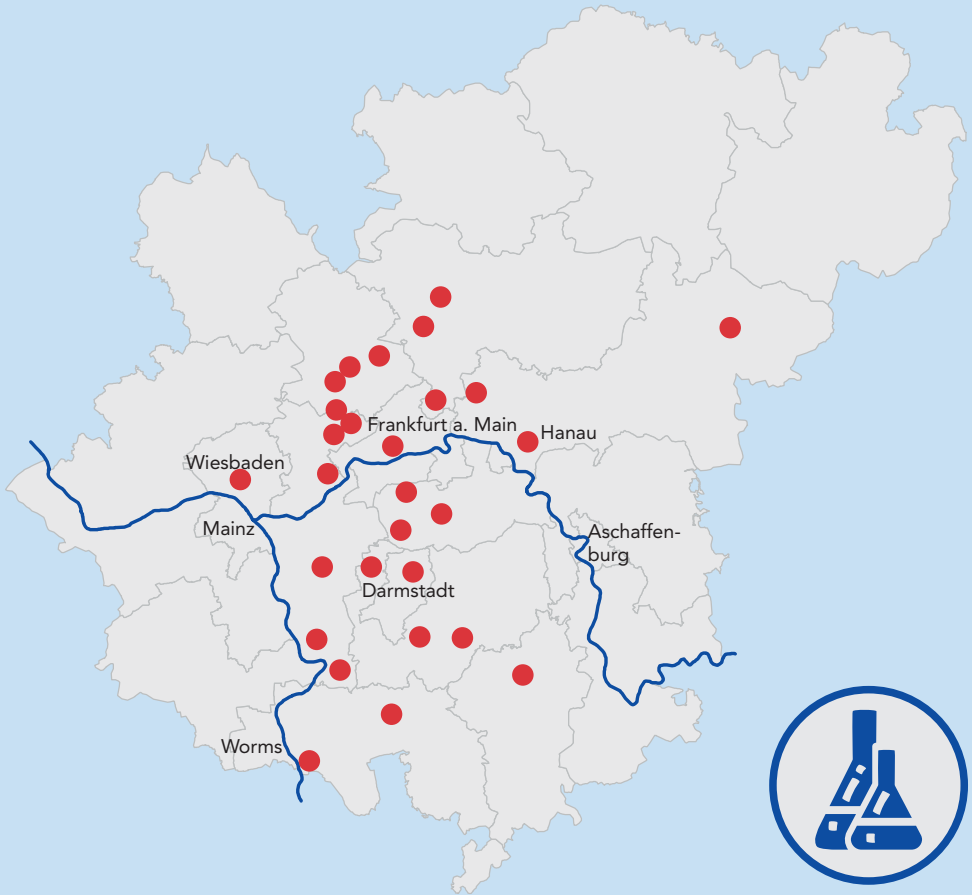 Frankfurt a. Main
Hanau
Wiesbaden
Mainz
Aschaffen-
burg
Darmstadt
Worms